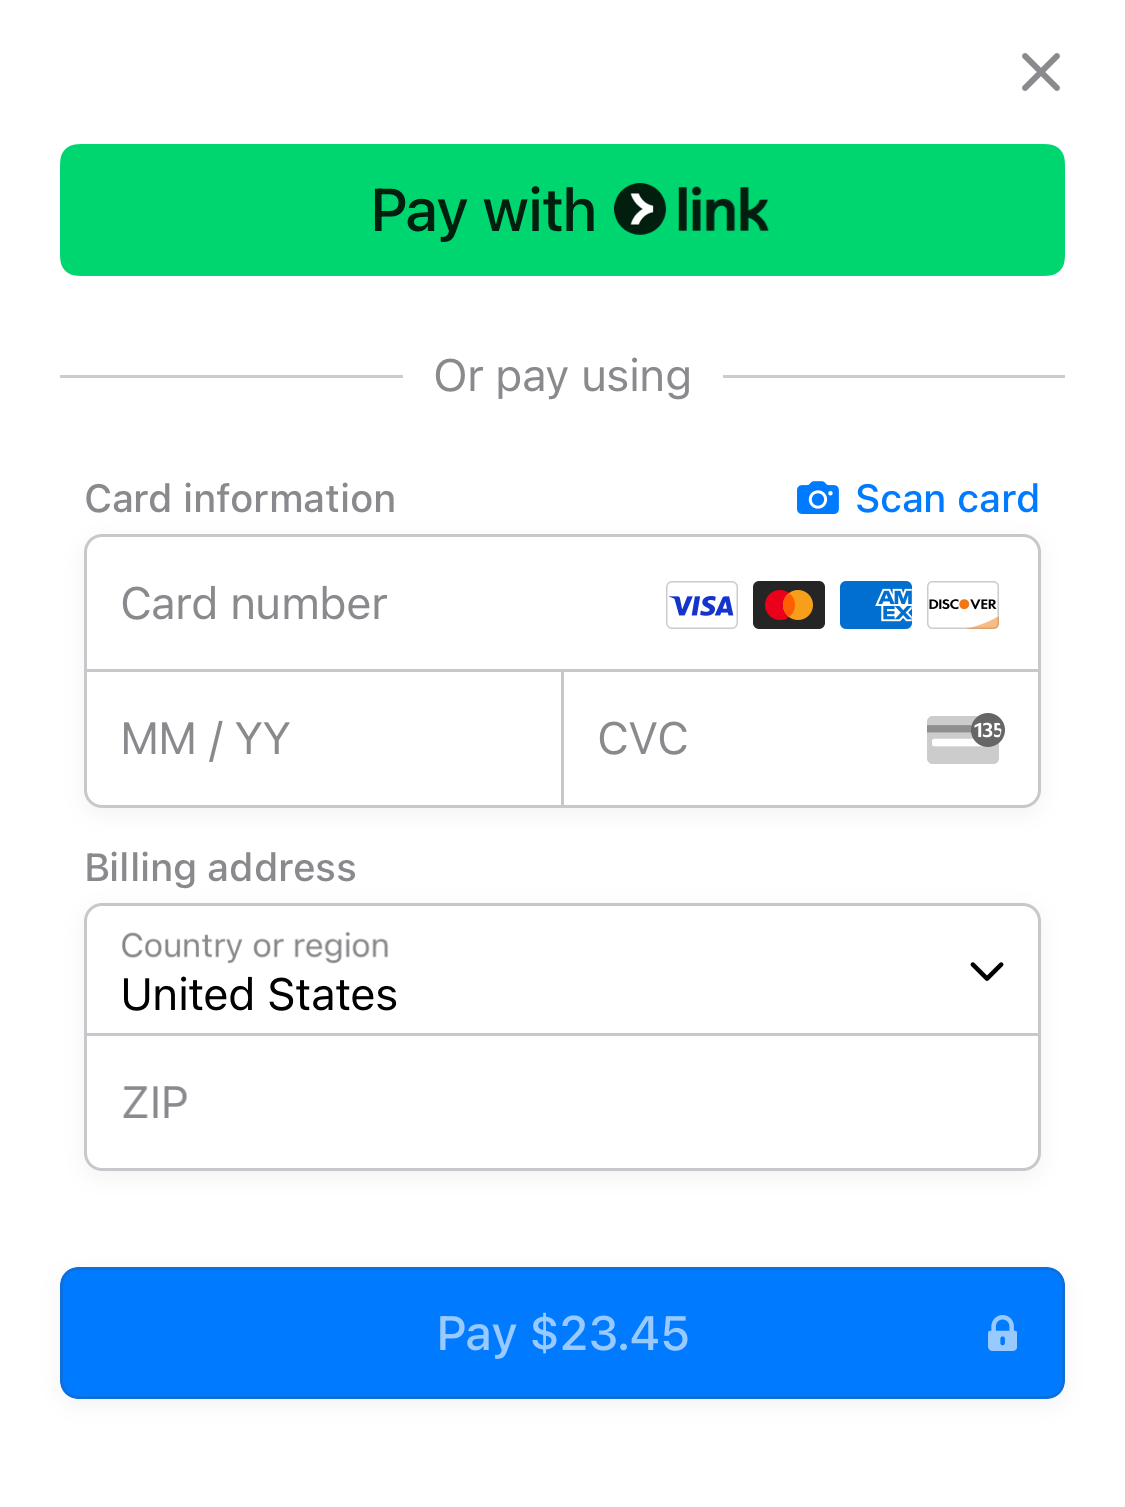 Pay with link
Or pay using
Card information
Scan card
Card number
VISA
AM
EX
DISCOVER
MM / YY
CVC
135
Billing address
Country or region
United States
ZIP
Pay $23.45